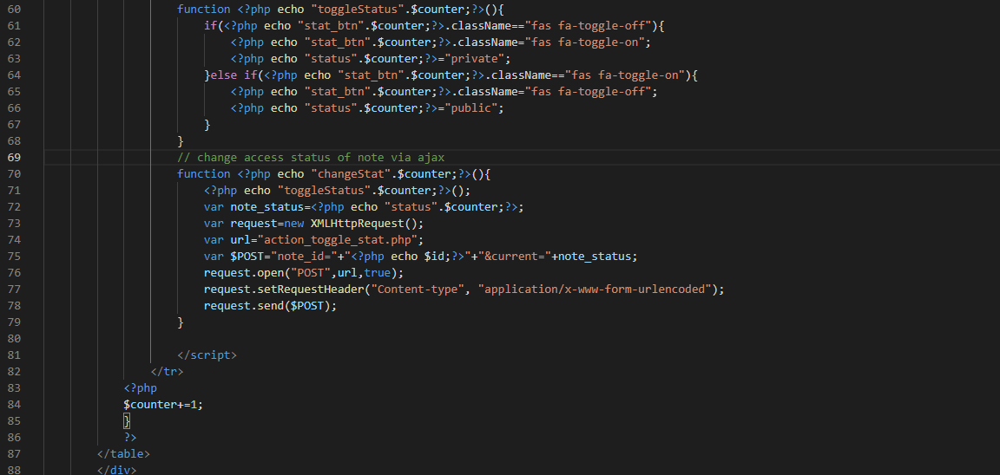 60 function <?php echo "toggleStatus".$counter;?>(){
61 if(<?php echo "stat_btn".$counter;?>.className=="fas fa-toggle-off"){
62 <?php echo "stat_btn".$counter;?>.className="fas fa-toggle-on";
63 <?php echo "status".$counter;?>="private";
64 }else if(<?php echo "stat_btn".$counter;?>.className=="fas fa-toggle-on"){
65 <?php echo "stat_btn".$counter;?>.className="fas fa-toggle-off";
66 <?php echo "status".$counter;?>="public";
67 }
68 }
69 // change access status of note via ajax
70 function <?php echo "changeStat".$counter;?>(){
71 <?php echo "toggleStatus".$counter;?>();
72 var note_status=<?php echo "status".$counter;?>;
73 var request=new XMLHttpRequest();
74 var url="action_toggle_stat.php";
75 var $POST="note_id="+"<?php echo $id;?>"+"&current="+note_status;
76 request.open("POST",url,true);
77 request.setRequestHeader("Content-type", "application/x-www-form-urlencoded");
78 request.send($POST);
79 }
80
81 </script>
82 </tr>
83 <?php
84 $counter+=1;
85 }
86 ?>
87 </table>
88 </div>